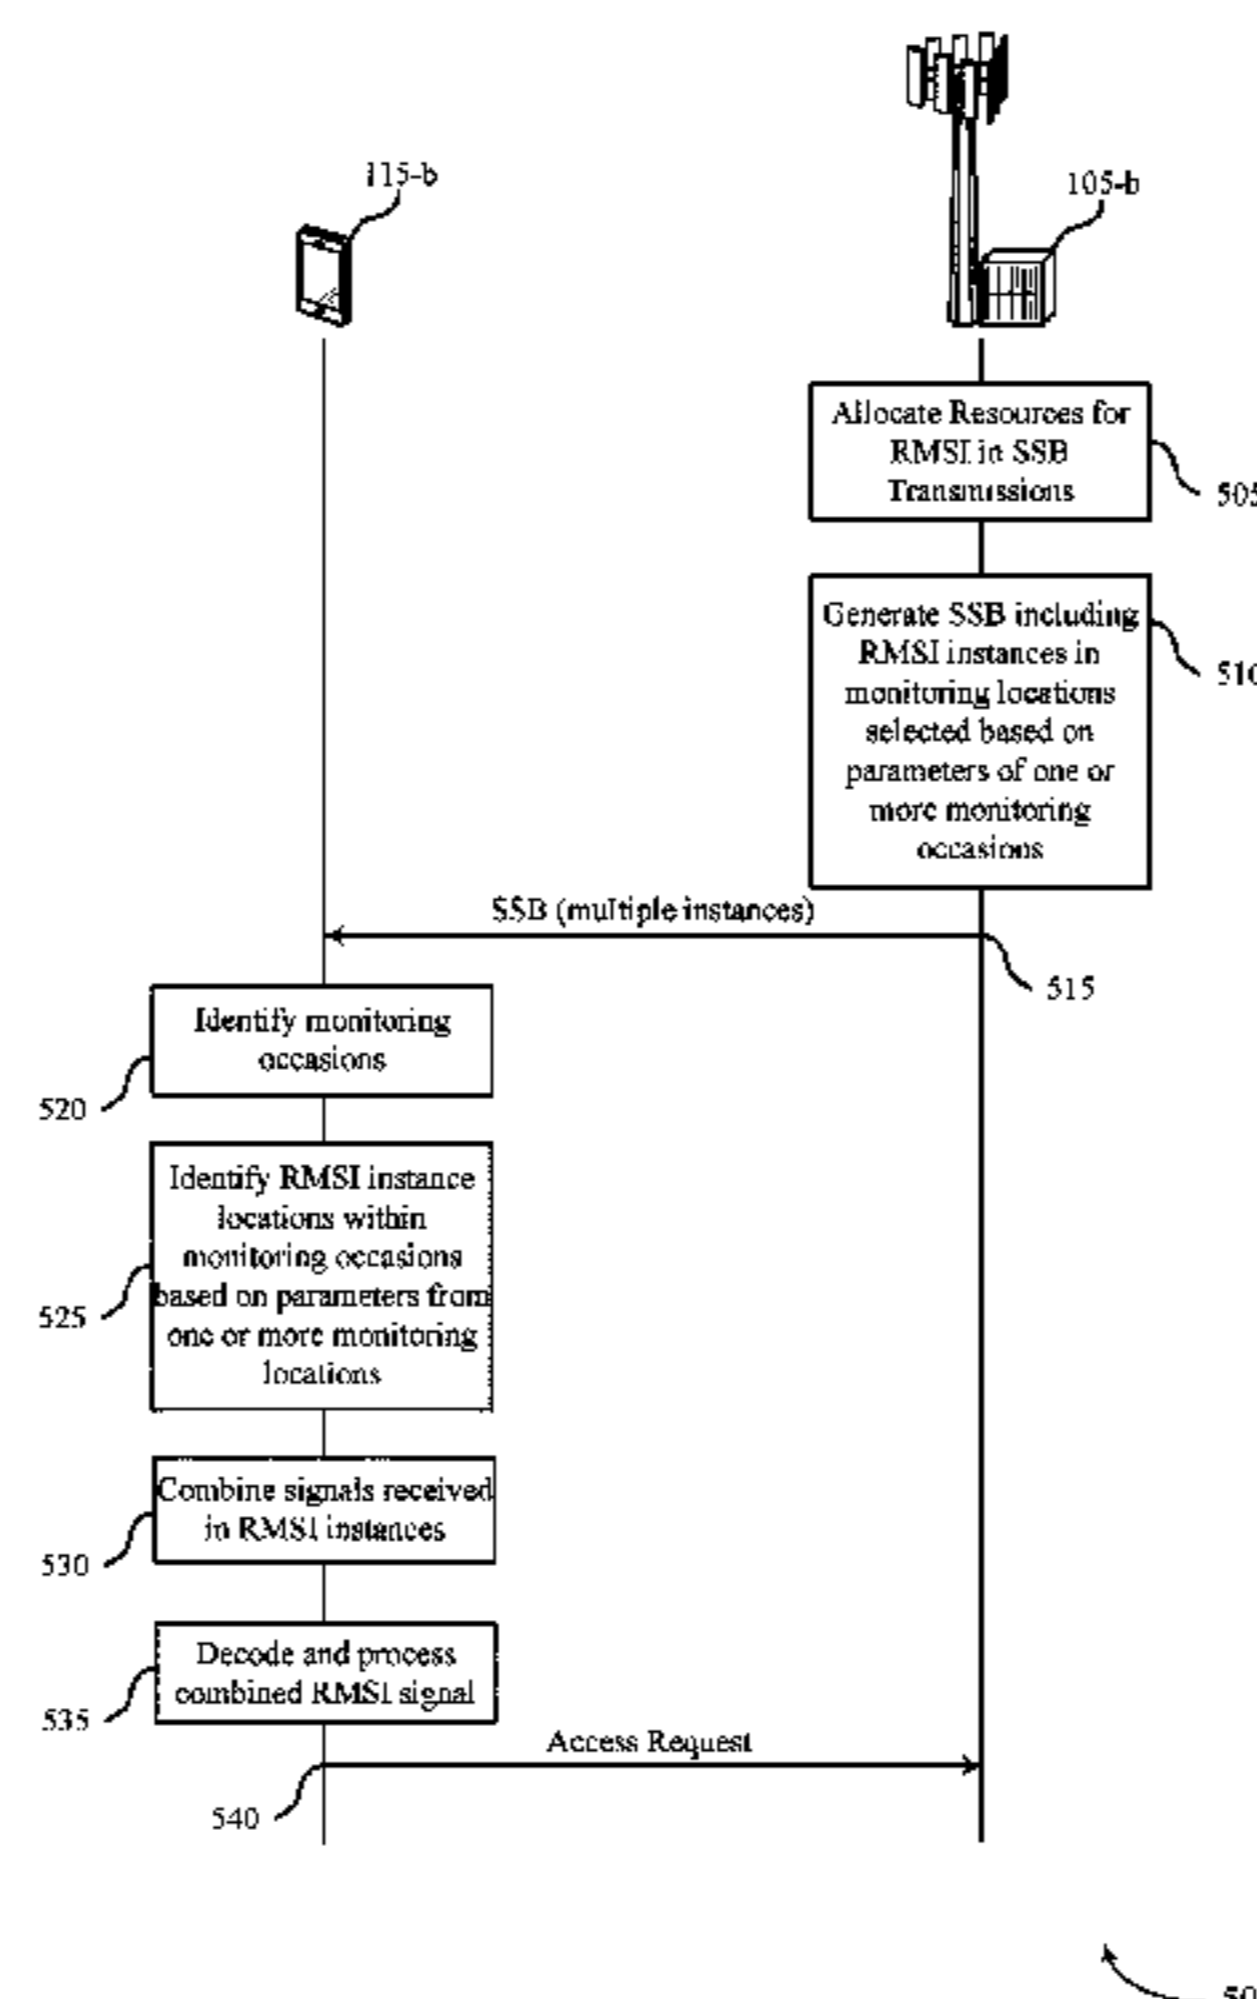 115-b
105-b
Allocate Resources for
RMSI in SSB
Transmissions
505
Generate SSB including
RMSI instances in
monitoring locations
selected based on
parameters of one or
more monitoring
occasions
510
SSB (multiple instances)
515
Identify monitoring
occasions
520
Identify RMSI instance
locations within
monitoring occasions
based on parameters from
one or more monitoring
locations
525
Combine signals received
in RMSI instances
530
Decode and process
combined RMSI signal
535
Access Request
540